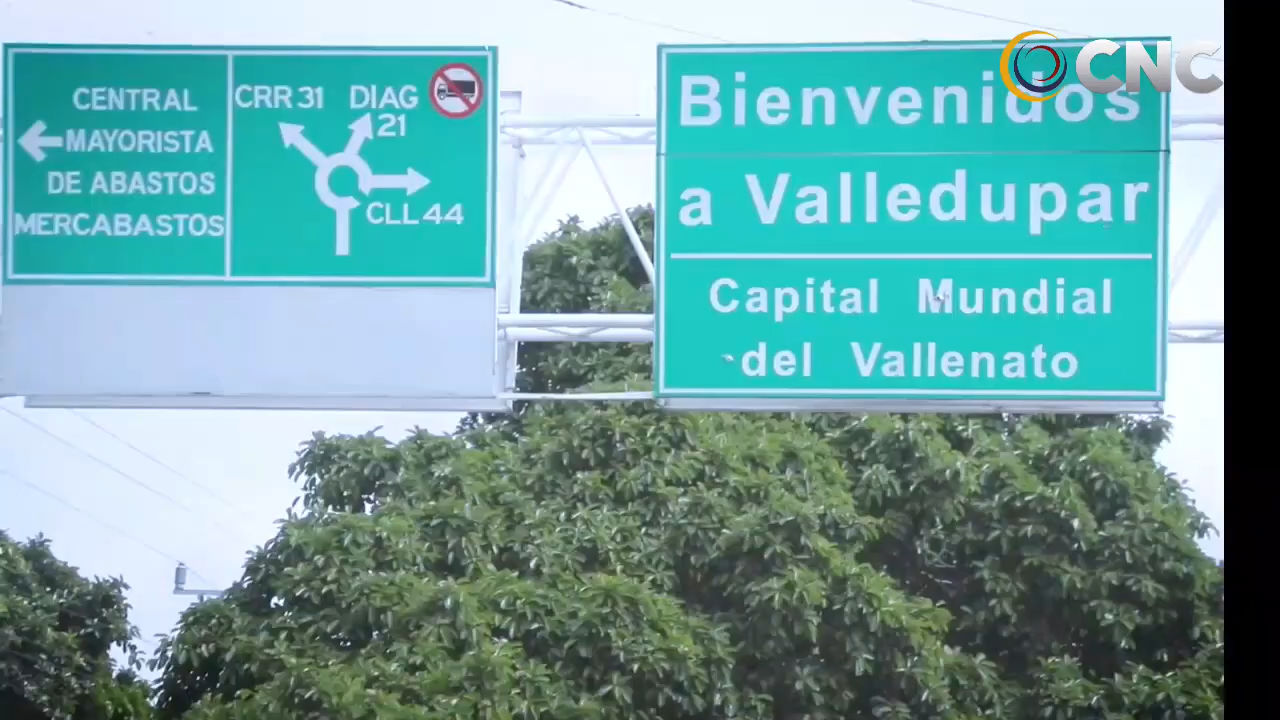 CENTRAL
MAYORISTA
DE ABASTOS
MERCABASTOS
CRR 31
DIAG
21
CLL 44
Bienvenidos
a Valledupar
Capital Mundial
del Vallenato
CNC